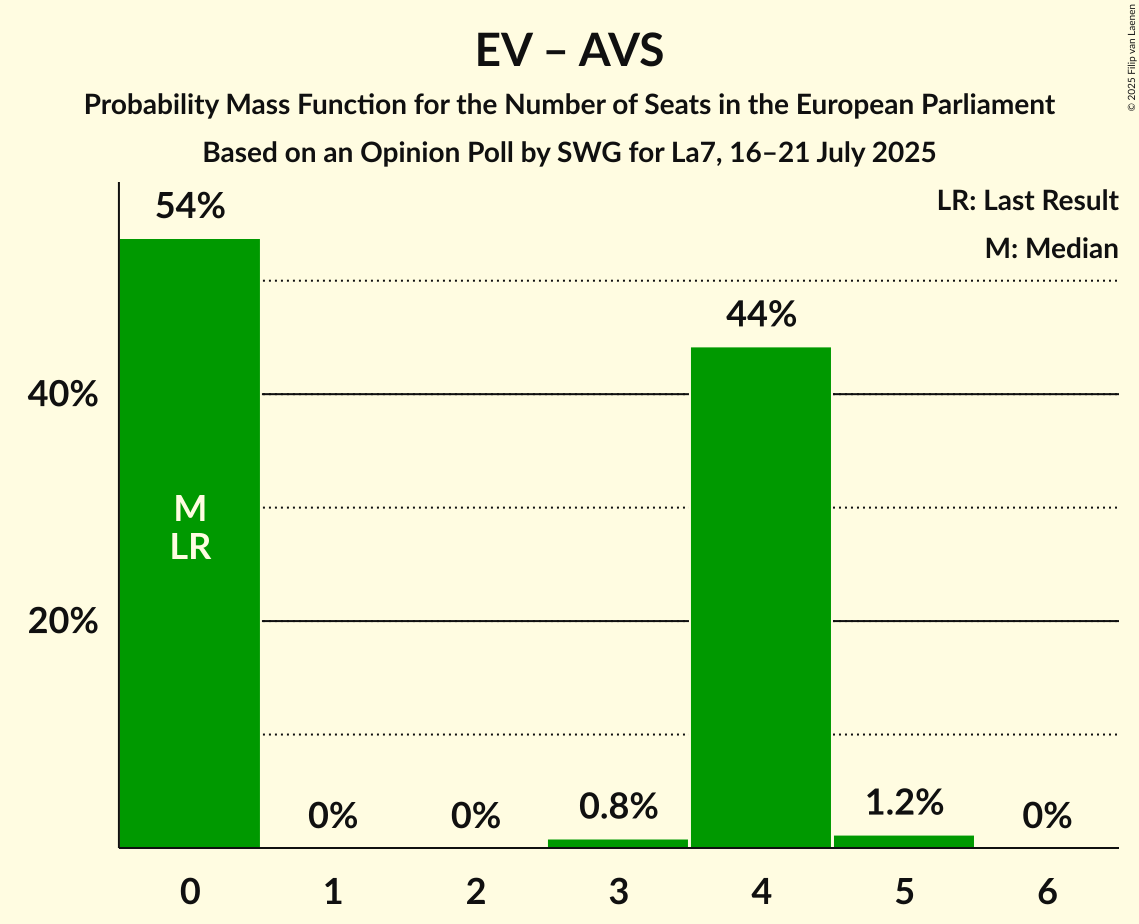 EV – AVS
Probability Mass Function for the Number of Seats in the European Parliament
Based on an Opinion Poll by SWG for La7, 16–21 July 2025
© 2025 Filip van Laenen
LR: Last Result
M: Median
54%
44%
40%
M
LR
20%
0%
0%
0.8%
1.2%
0%
0
1
2
3
4
5
6